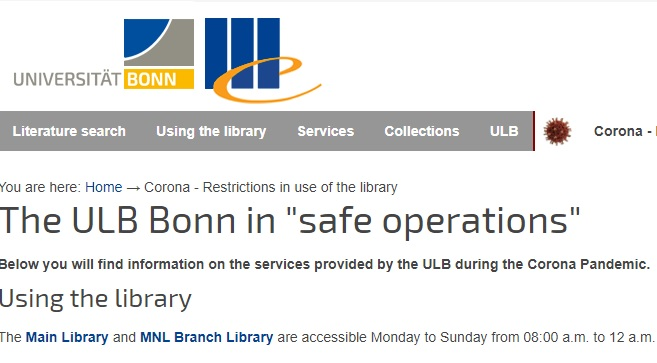 UNIVERSITÄT BONN
Literature search Using the library Services Collections ULB Corona -
You are here: Home → Corona - Restrictions in use of the library
The ULB Bonn in "safe operations"
Below you will find information on the services provided by the ULB during the Corona Pandemic.
Using the library
The Main Library and MNL Branch Library are accessible Monday to Sunday from 08:00 a.m. to 12 a.m.